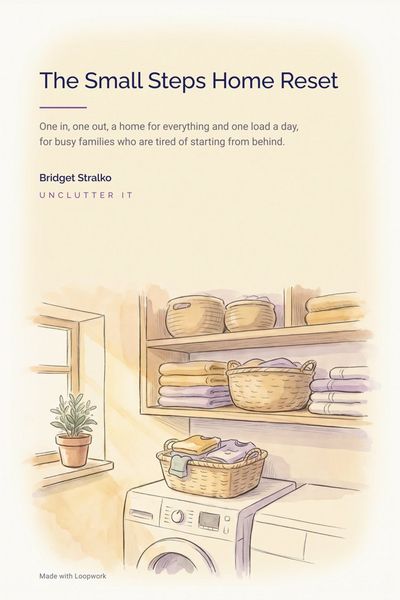 The Small Steps Home Reset
One in, one out, a home for everything and one load a day,
for busy families who are tired of starting from behind.
Bridget Stralko
UNCLUTTER IT
Made with Loopwork